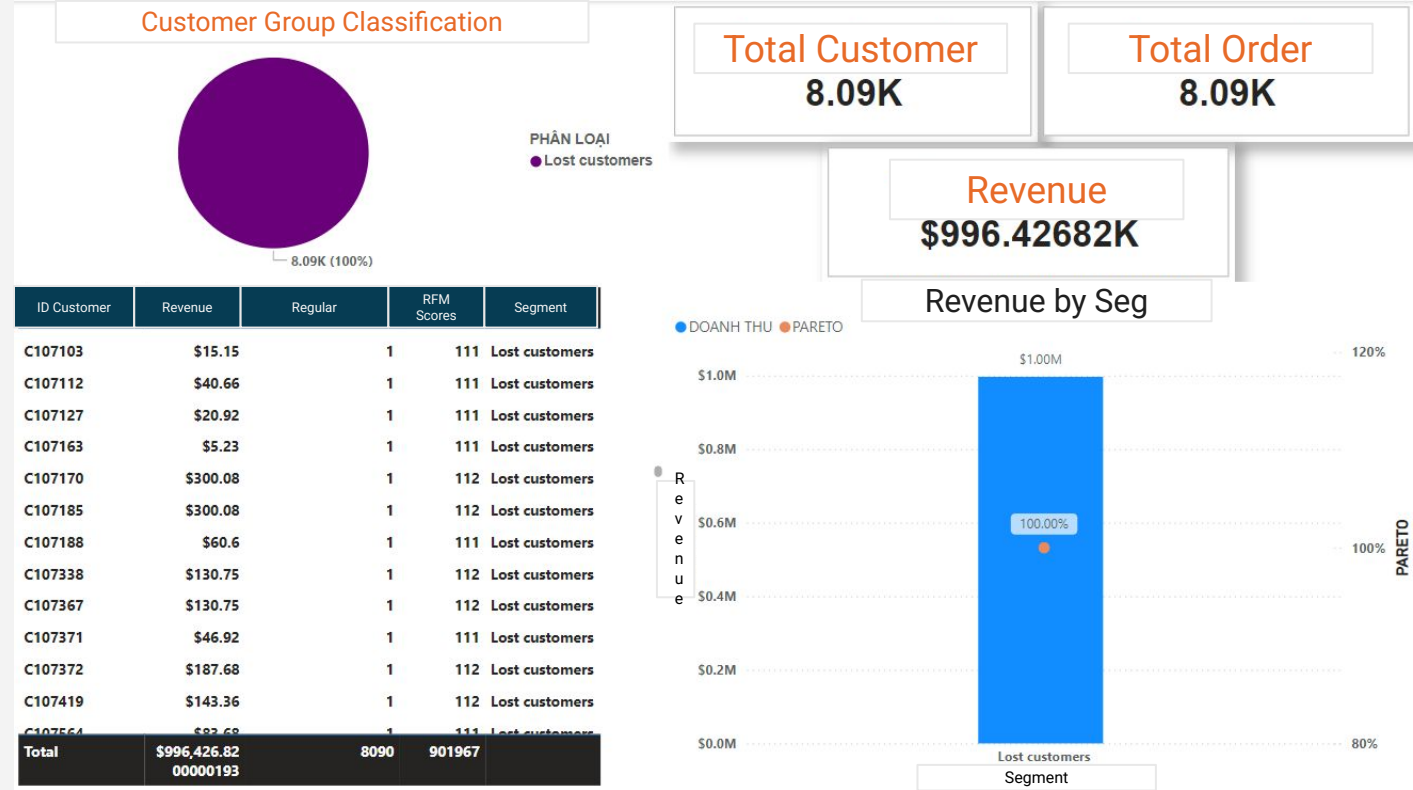 Customer Group Classification
PHÂN LOẠI
Lost customers
8.09K (100%)
Total Customer
8.09K
Total Order
8.09K
Revenue
$996.42682K
ID Customer Revenue Regular RFM Scores Segment
C107103 $15.15 1 111 Lost customers
C107112 $40.66 1 111 Lost customers
C107127 $20.92 1 111 Lost customers
C107163 $5.23 1 111 Lost customers
C107170 $300.08 1 112 Lost customers
C107185 $300.08 1 112 Lost customers
C107188 $60.6 1 111 Lost customers
C107338 $130.75 1 112 Lost customers
C107367 $130.75 1 112 Lost customers
C107371 $46.92 1 111 Lost customers
C107372 $187.68 1 112 Lost customers
C107419 $143.36 1 112 Lost customers
C107564 $83.68 1 111 Lost customers
Total $996,426.82 8090 901967
00000193
Revenue by Seg
DOANH THU PARETO
$1.00M
120%
$1.0M
$0.8M
$0.6M
100.00%
100%
$0.4M
$0.2M
$0.0M
80%
Revenue
PARETO
Lost customers
Segment